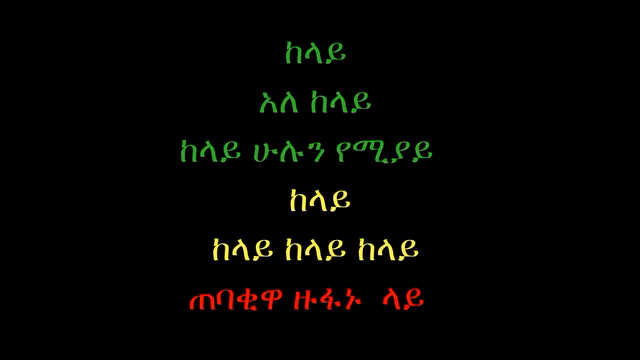 ከላይ
አለ ከላይ
ከላይ ሁሉን የሚያይ
ከላይ
ከላይ ከላይ ከላይ
ጠባቂዋ ዙፋኑ ላይ